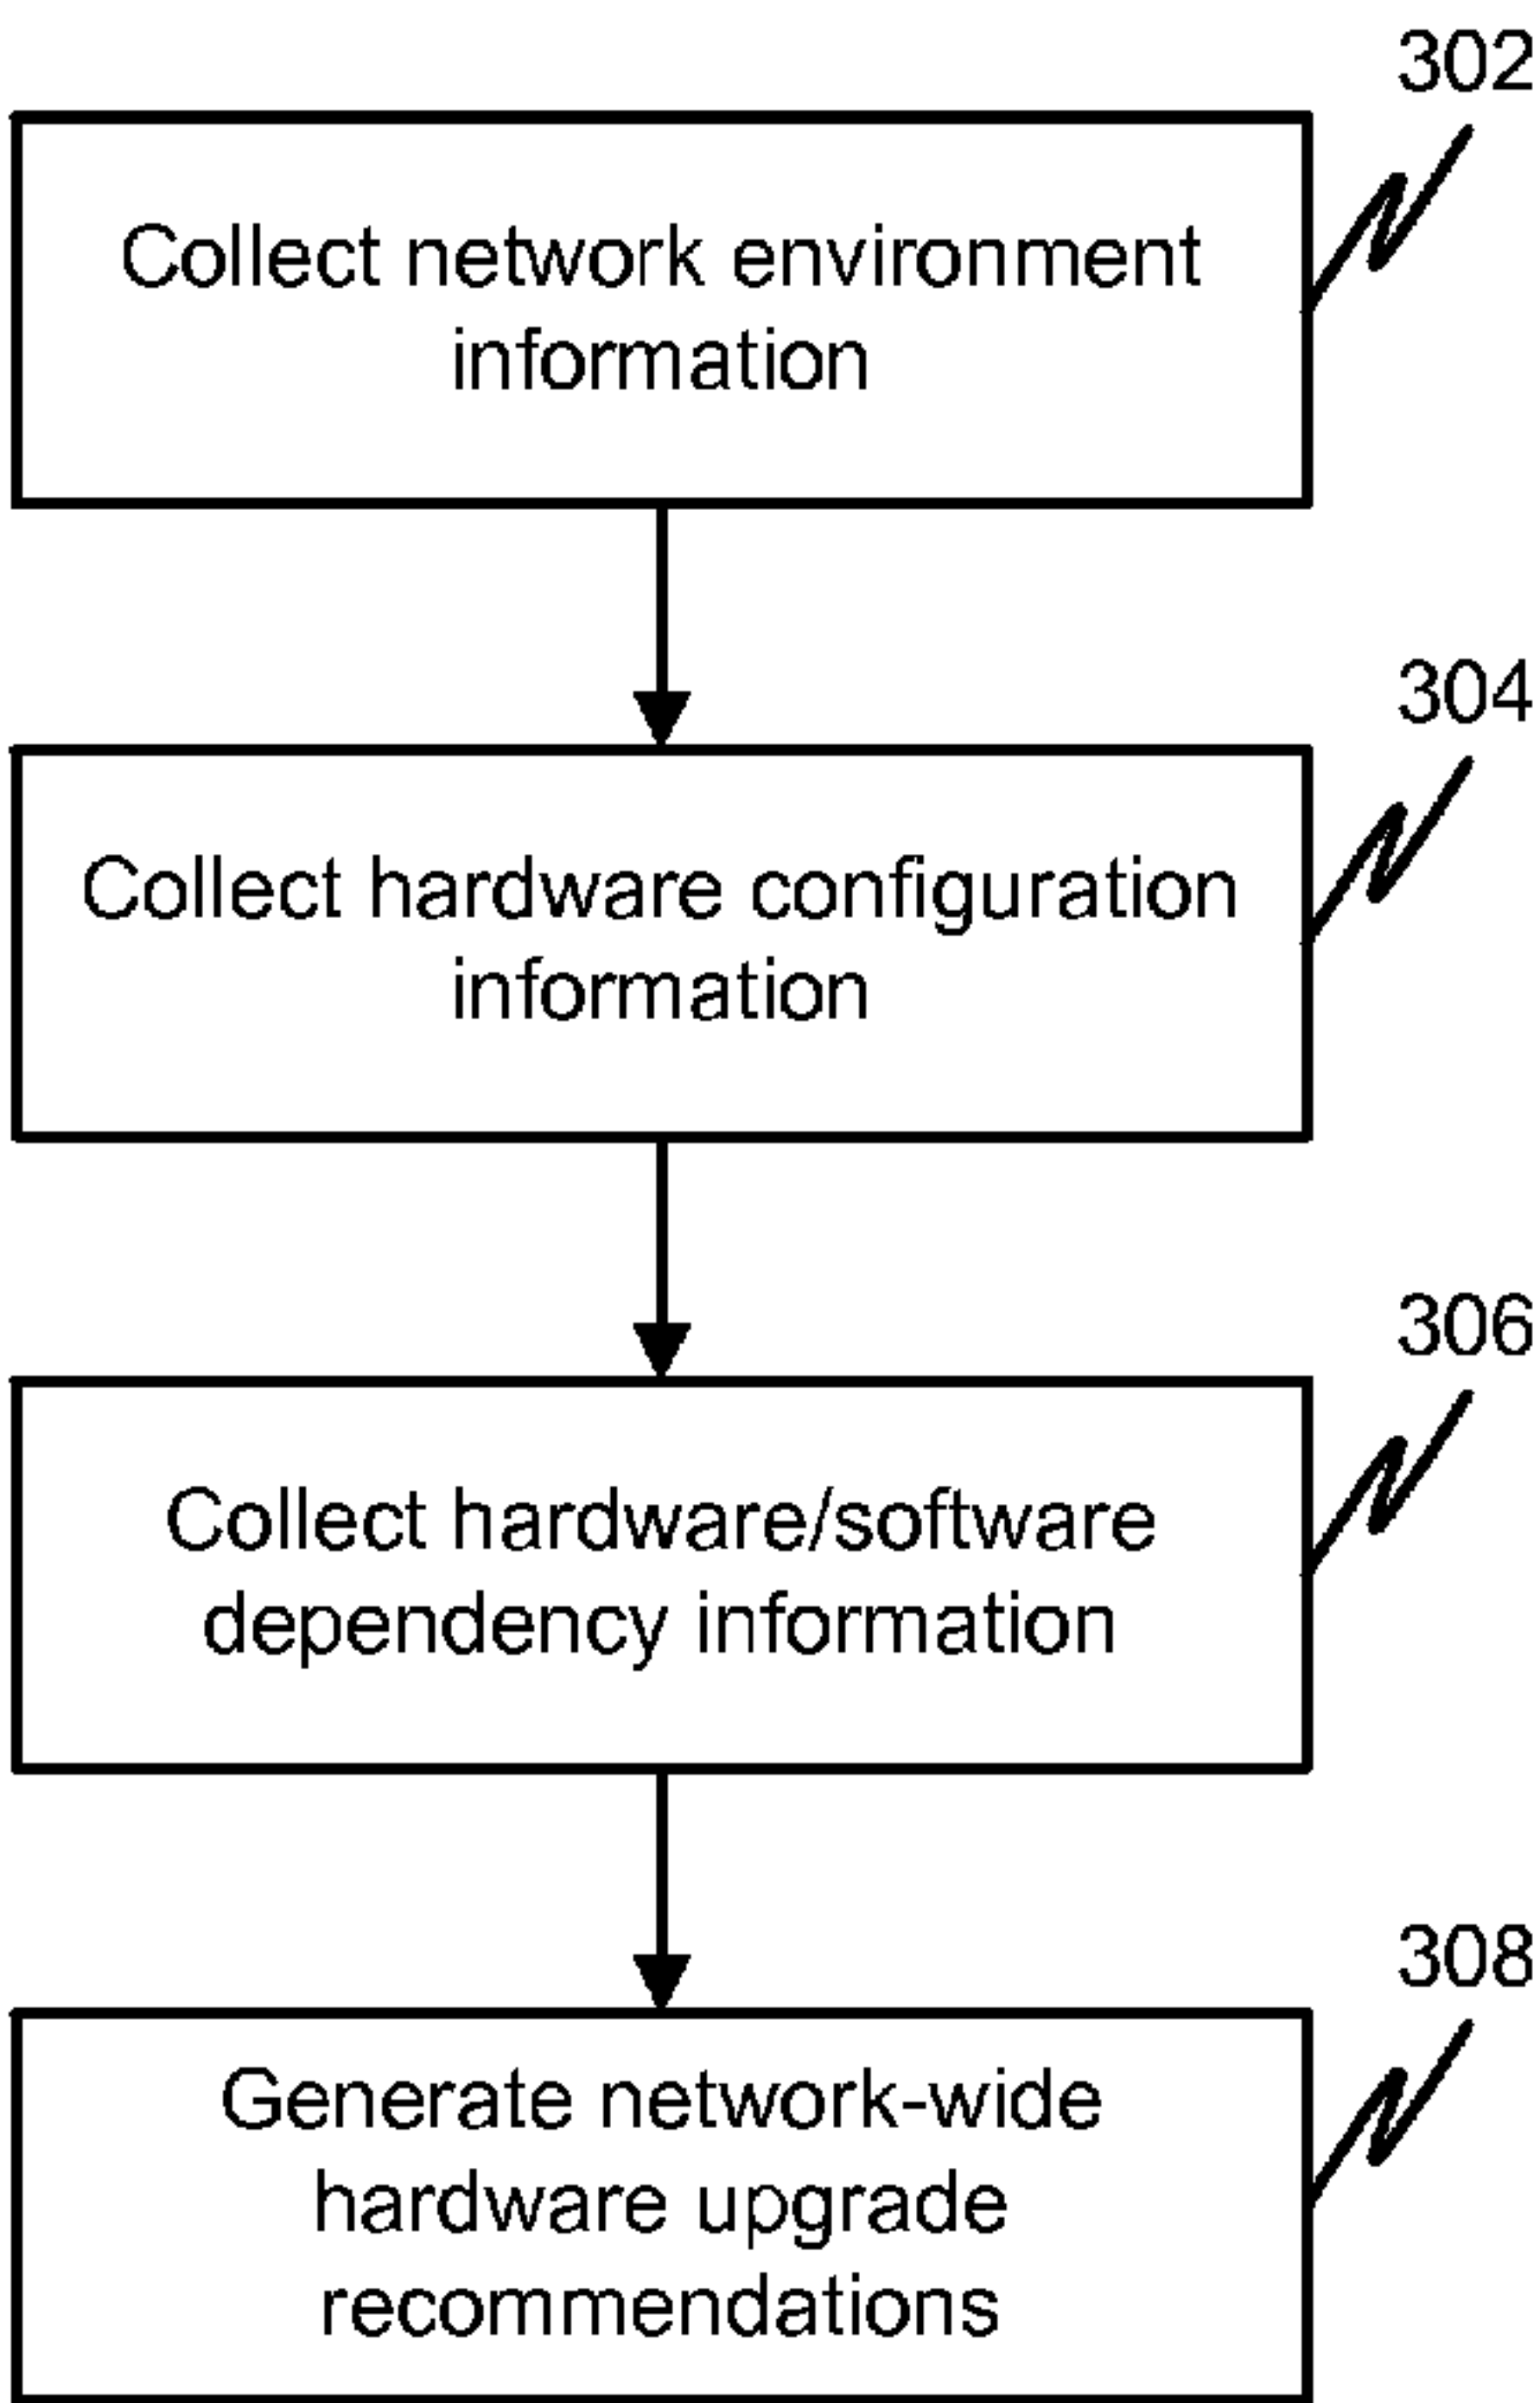 302
Collect network environment
information
304
Collect hardware configuration
information
306
Collect hardware/software
dependency information
308
Generate network-wide
hardware upgrade
recommendations